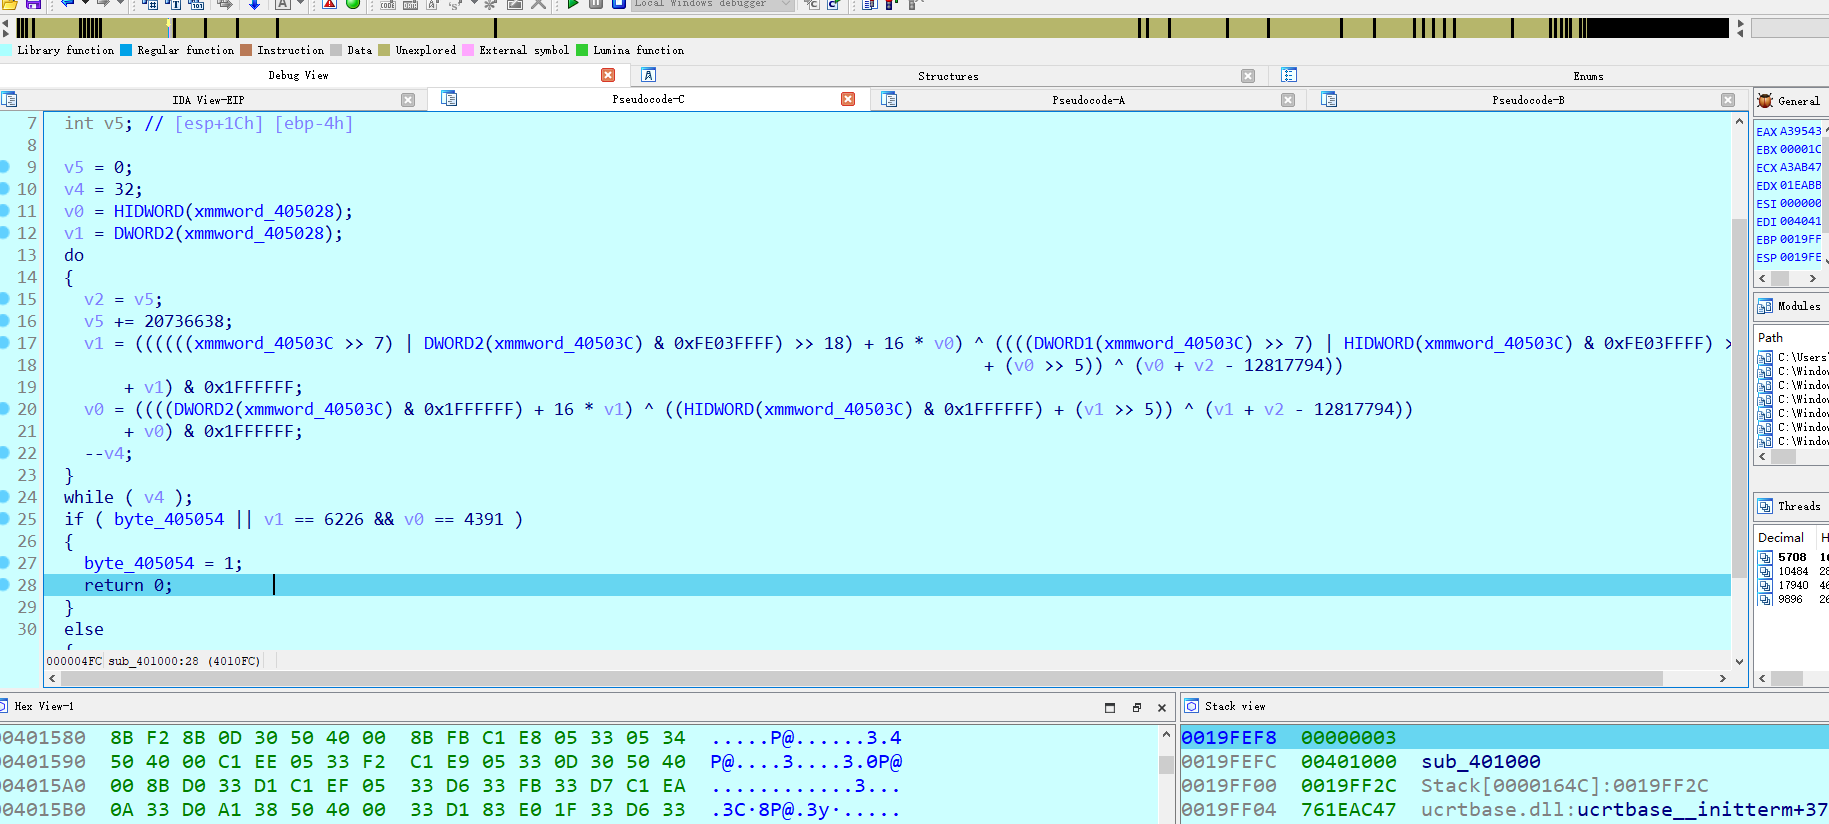 Local Windows debugger
Library function Regular function Instruction Data Unexplored External symbol Lumina function
Debug View Structures Enums
IDA View-EIP Pseudocode-C Pseudocode-A Pseudocode-B
7 int v5; // [esp+1Ch] [ebp-4h]
8
9 v5 = 0;
10 v4 = 32;
11 v0 = HIDWORD(xmmword_405028);
12 v1 = DWORD2(xmmword_405028);
13 do
14 {
15 v2 = v5;
16 v5 += 20736638;
17 v1 = ((((((xmmword_40503C >> 7) | DWORD2(xmmword_40503C) & 0xFE03FFFF) >> 18) + 16 * v0) ^ ((((DWORD1(xmmword_40503C) >> 7) | HIDWORD(xmmword_40503C) & 0xFE03FFFF) >
18 + (v0 >> 5)) ^ (v0 + v2 - 12817794))
19 + v1) & 0x1FFFFFF;
20 v0 = ((((DWORD2(xmmword_40503C) & 0x1FFFFFF) + 16 * v1) ^ ((HIDWORD(xmmword_40503C) & 0x1FFFFFF) + (v1 >> 5)) ^ (v1 + v2 - 12817794))
21 + v0) & 0x1FFFFFF;
22 --v4;
23 }
24 while ( v4 );
25 if ( byte_405054 || v1 == 6226 && v0 == 4391 )
26 {
27 byte_405054 = 1;
28 return 0;
29 }
30 else
{
000004FC sub_401000:28 (4010FC)
General
EAX A39543
EBX 00001C
ECX A3AB47
EDX 01EABB
ESI 000000
EDI 004041
EBP 0019FF
ESP 0019FE
Modules
Path
C:\Users'
C:\Window
C:\Window
C:\Window
C:\Window
C:\Window
C:\Window
Threads
Decimal H
5708 1
10484 28
17940 46
9896 26
Hex View-1
00401580 8B F2 8B 0D 30 50 40 00 8B FB C1 E8 05 33 05 34 .....P@......3.4
00401590 50 40 00 C1 EE 05 33 F2 C1 E9 05 33 0D 30 50 40 P@....3....3.0P@
004015A0 00 8B D0 33 D1 C1 EF 05 33 D6 33 FB 33 D7 C1 EA ............3...
004015B0 0A 33 D0 A1 38 50 40 00 33 D1 83 E0 1F 33 D6 33 .3C·8P@.3y·.....
Stack view
0019FEF8 00000003
0019FEFC 00401000 sub_401000
0019FF00 0019FF2C Stack[0000164C]:0019FF2C
0019FF04 761EAC47 ucrtbase.dll:ucrtbase__initterm+37